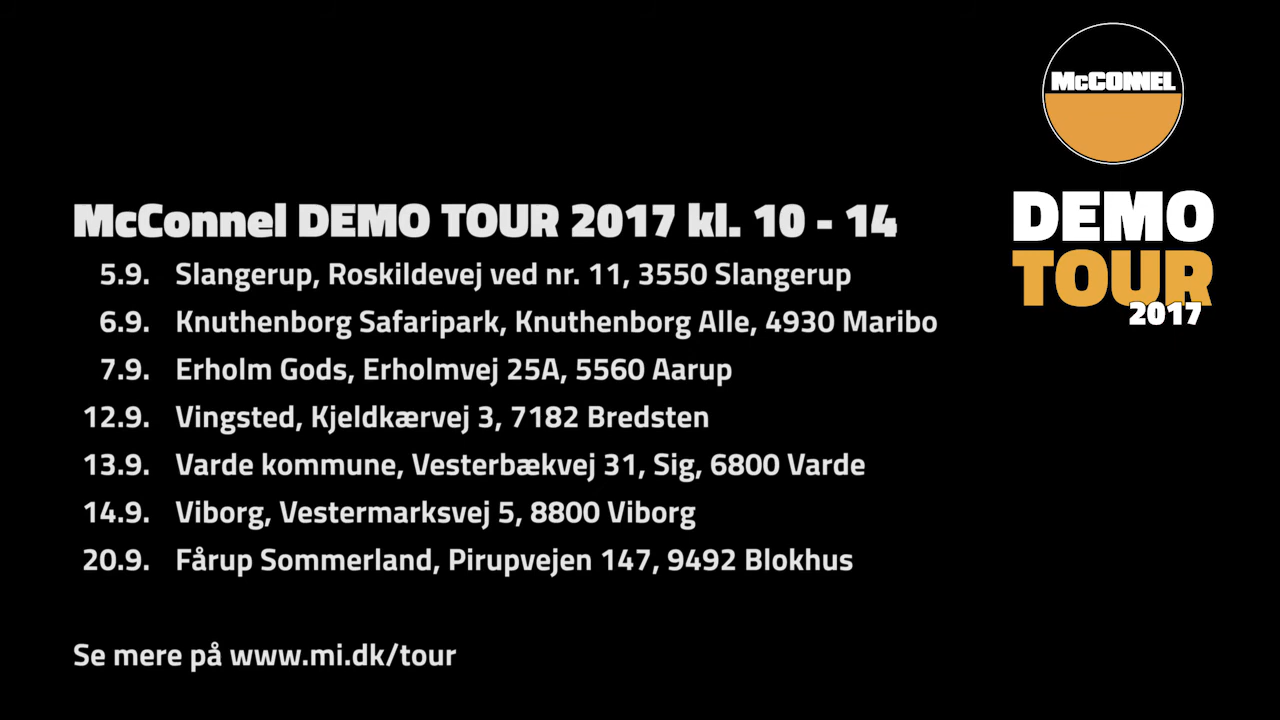 McCONNEL
DEMO
TOUR
2017
McConnel DEMO TOUR 2017 kl. 10 - 14
5.9. Slangerup, Roskildevej ved nr. 11, 3550 Slangerup
6.9. Knuthenborg Safaripark, Knuthenborg Alle, 4930 Maribo
7.9. Erholm Gods, Erholmvej 25A, 5560 Aarup
12.9. Vingsted, Kjeldkærvej 3, 7182 Bredsten
13.9. Varde kommune, Vesterbækvej 31, Sig, 6800 Varde
14.9. Viborg, Vestermarksvej 5, 8800 Viborg
20.9. Fårup Sommerland, Pirupvejen 147, 9492 Blokhus
Se mere på www.mi.dk/tour